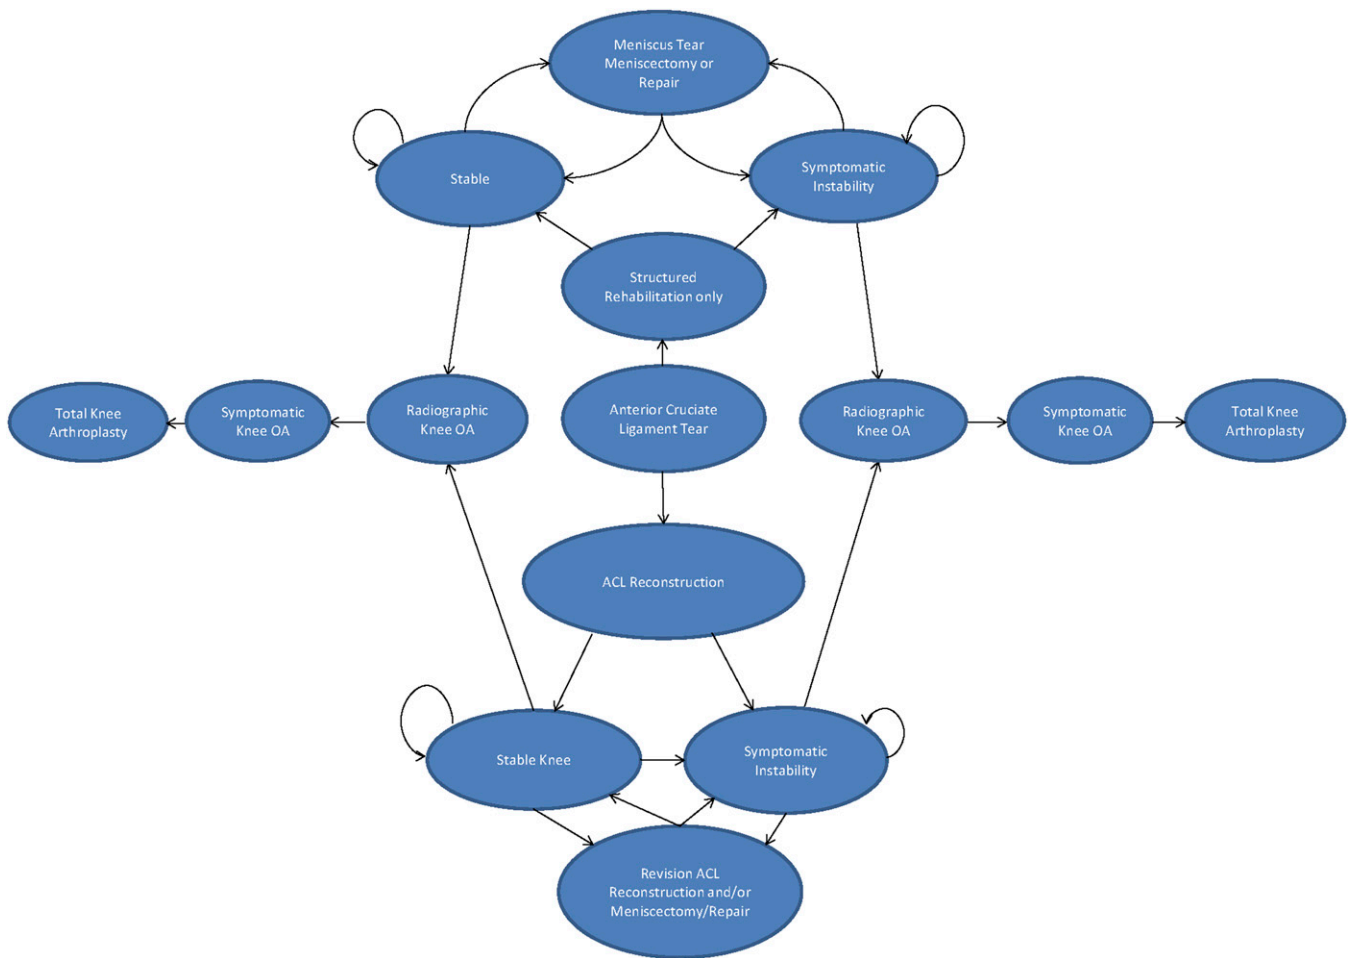 Meniscus Tear
Meniscectomy or
Repair
Stable
Symptomatic
Instability
Structured
Rehabilitation only
Total Knee
Arthroplasty
Symptomatic
Knee OA
Radiographic
Knee OA
Anterior Cruciate
Ligament Tear
Radiographic
Knee OA
Symptomatic
Knee OA
Total Knee
Arthroplasty
ACL Reconstruction
Stable Knee
Symptomatic
Instability
Revision ACL
Reconstruction and/or
Meniscectomy/Repair